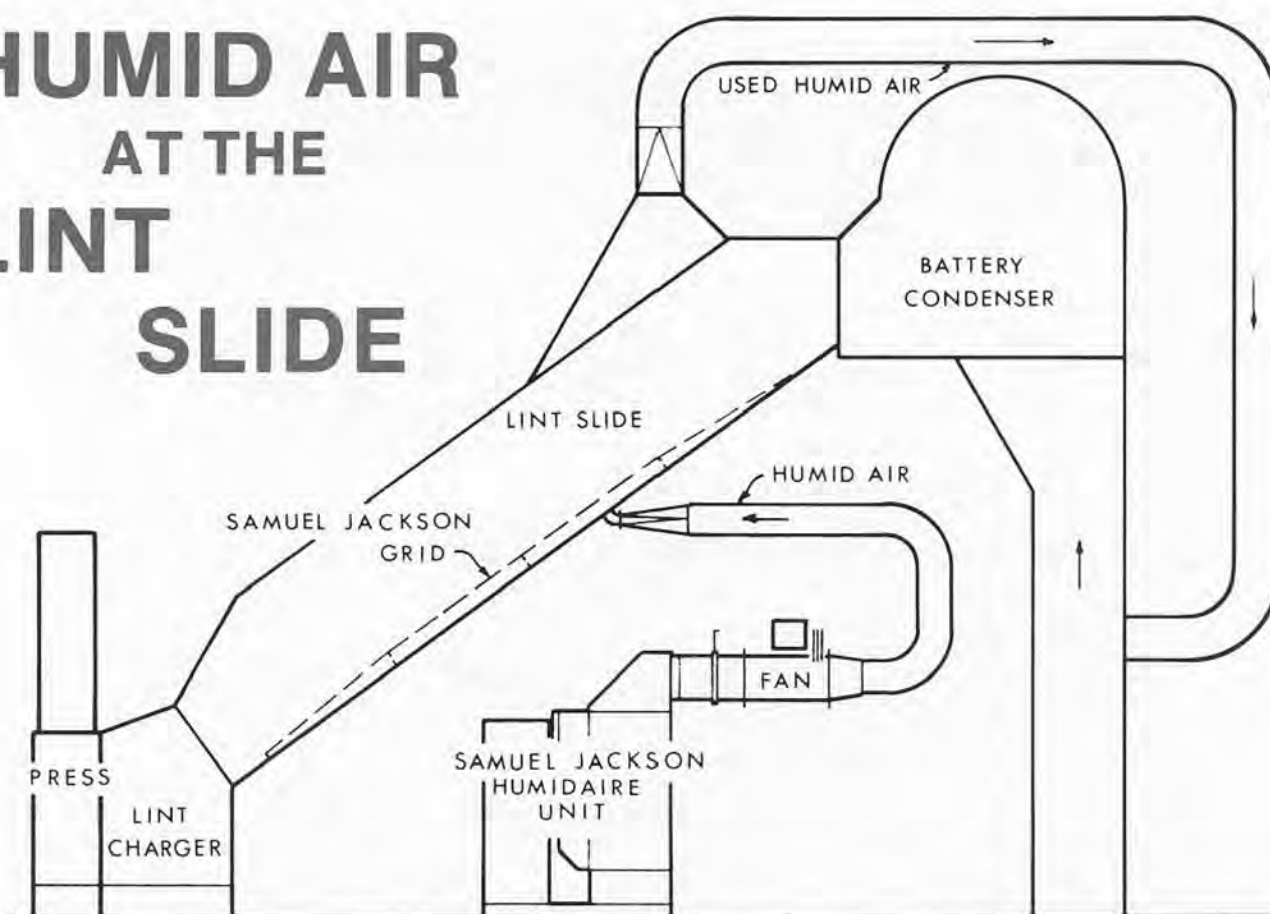 HUMID AIR
AT THE
LINT
SLIDE
USED HUMID AIR
BATTERY
CONDENSER
LINT SLIDE
HUMID AIR
SAMUEL JACKSON
GRID
FAN
SAMUEL JACKSON
HUMIDAIRE
UNIT
PRESS
LINT
CHARGER